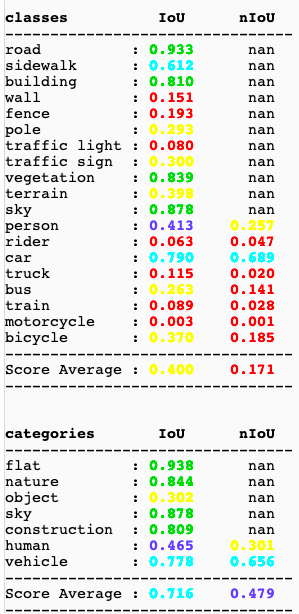 classes IoU nIoU
--------------------------------
road : 0.933 nan
sidewalk : 0.612 nan
building : 0.810 nan
wall : 0.151 nan
fence : 0.193 nan
pole : 0.293 nan
traffic light : 0.080 nan
traffic sign : 0.300 nan
vegetation : 0.839 nan
terrain : 0.398 nan
sky : 0.878 nan
person : 0.413 0.257
rider : 0.063 0.047
car : 0.790 0.689
truck : 0.115 0.020
bus : 0.263 0.141
train : 0.089 0.028
motorcycle : 0.003 0.001
bicycle : 0.370 0.185
--------------------------------
Score Average : 0.400 0.171
--------------------------------
categories IoU nIoU
--------------------------------
flat : 0.938 nan
nature : 0.844 nan
object : 0.302 nan
sky : 0.878 nan
construction : 0.809 nan
human : 0.465 0.301
vehicle : 0.778 0.656
--------------------------------
Score Average : 0.716 0.479
--------------------------------